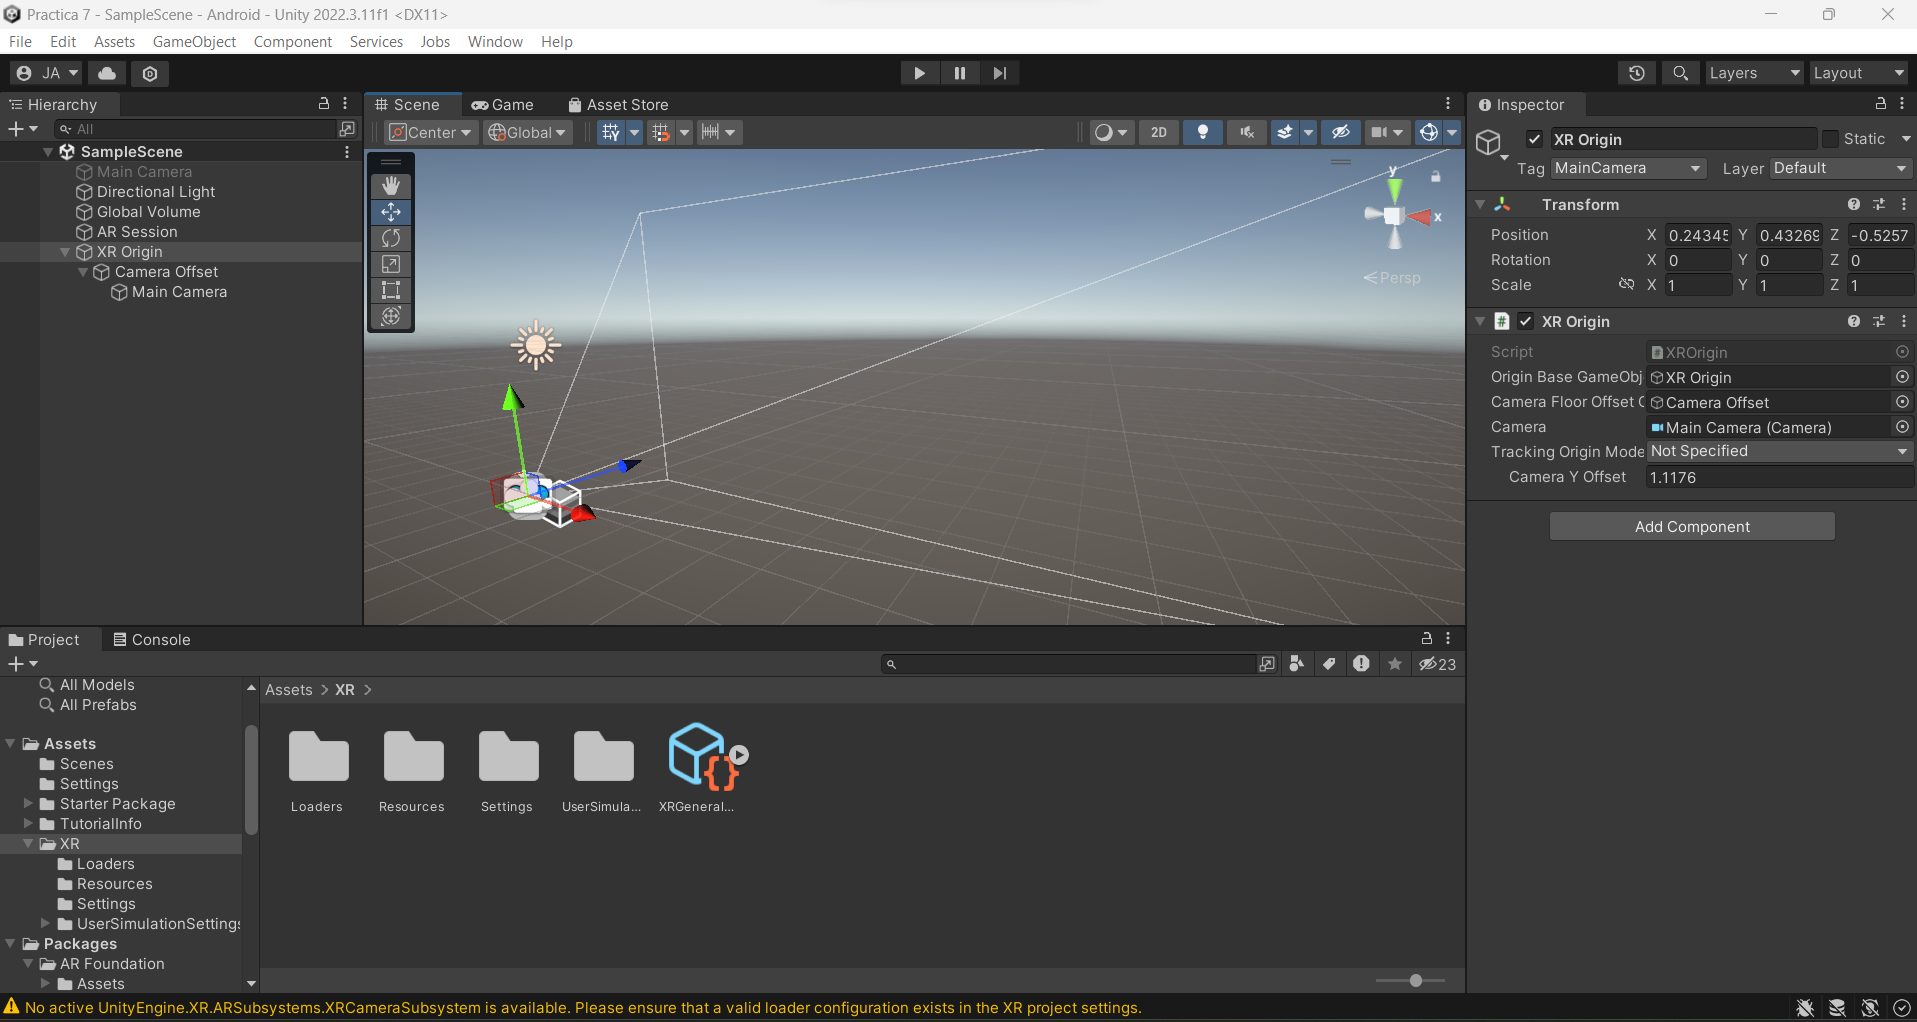 Practica 7 - SampleScene - Android - Unity 2022.3.11f1 <DX11>
File Edit Assets GameObject Component Services Jobs Window Help
JA Layers Layout
Hierarchy
All
SampleScene
Main Camera
Directional Light
Global Volume
AR Session
XR Origin
Camera Offset
Main Camera
Scene Game Asset Store
Center Global 2D
y
x
Persp
Inspector
XR Origin Static
Tag MainCamera Layer Default
Transform
Position X 0.24345 Y 0.43269 Z -0.5257
Rotation X 0 Y 0 Z 0
Scale X 1 Y 1 Z 1
# XR Origin
Script # XROrigin
Origin Base GameObj XR Origin
Camera Floor Offset C Camera Offset
Camera Main Camera (Camera)
Tracking Origin Mode Not Specified
Camera Y Offset 1.1176
Add Component
Project Console
23
All Models
All Prefabs
Assets
Scenes
Settings
Starter Package
TutorialInfo
XR
Loaders
Resources
Settings
UserSimulationSettings
Packages
AR Foundation
Assets
Assets > XR >
{}
Loaders Resources Settings UserSimula... XRGeneral...
No active UnityEngine.XR.ARSubsystems.XRCameraSubsystem is available. Please ensure that a valid loader configuration exists in the XR project settings.